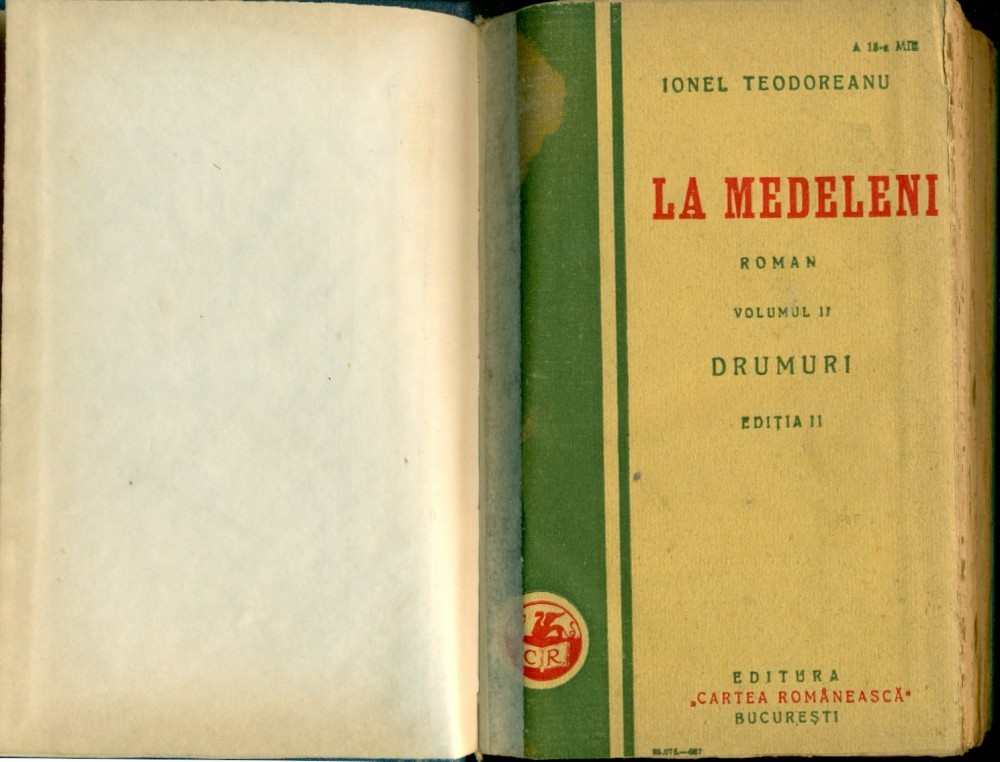 A 15-a MIE
IONEL TEODOREANU
LA MEDELENI
ROMAN
VOLUMUL II
DRUMURI
EDIȚIA II
C R
EDITURA
„CARTEA ROMÂNEASCĂ“
BUCUREȘTI